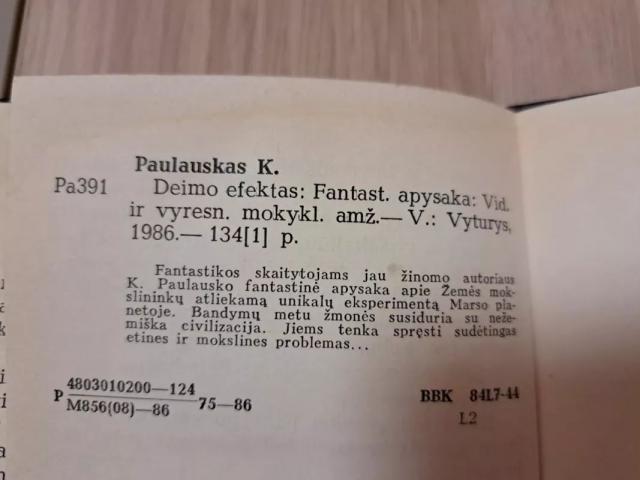 Paulauskas K.
Pa391 Deimo efektas: Fantast. apysaka: Vid.
ir vyresn. mokykl. amž.— V.: Vyturys,
1986.— 134[1] p.
Fantastikos skaitytojams jau žinomo autoriaus
K. Paulausko fantastinė apysaka apie Žemės mok-
slininkų atliekamą unikalų eksperimentą Marso pla-
netoje. Bandymų metu žmonės susiduria su neže-
miška civilizacija. Jiems tenka spręsti sudėtingas
etines ir mokslines problemas...
P 4803010200—124
M856(08)—86 75—86
BBK 84L7-44
L2